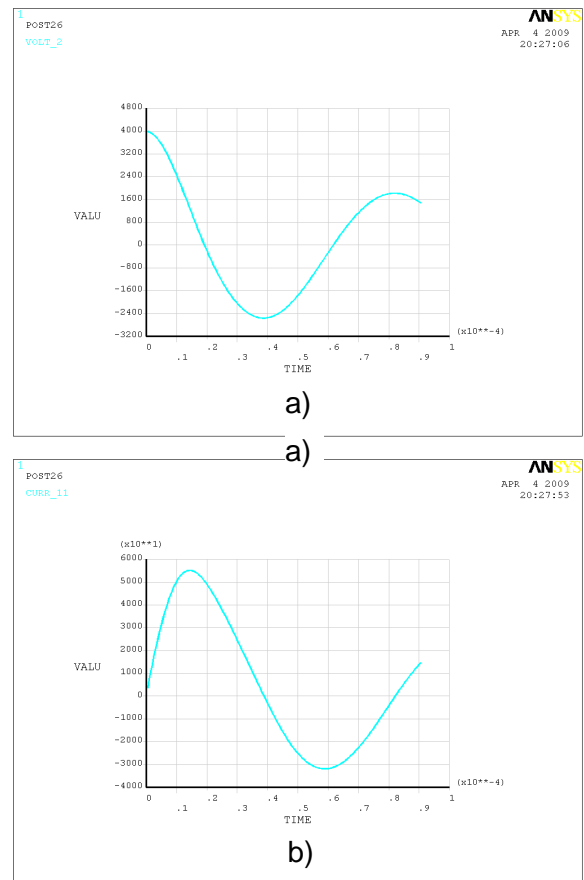 1
ANSYS
POST26
APR 4 2009
VOLT_2
20:27:06
4800
4000
3200
2400
1600
VALU
800
0
-800
-1600
-2400
-3200
(x10**-4)
0 .2 .4 .6 .8 1
.1 .3 .5 .7 .9
TIME
a)
a)
1
ANSYS
POST26
APR 4 2009
CURR_11
20:27:53
(x10**1)
6000
5000
4000
3000
2000
VALU
1000
0
-1000
-2000
-3000
-4000
(x10**-4)
0 .2 .4 .6 .8 1
.1 .3 .5 .7 .9
TIME
b)